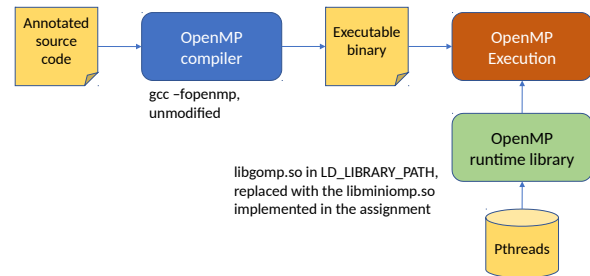 Annotated
source
code
OpenMP
compiler
Executable
binary
OpenMP
Execution
gcc –fopenmp,
unmodified
OpenMP
runtime library
libgomp.so in LD_LIBRARY_PATH,
replaced with the libminiomp.so
implemented in the assignment
Pthreads